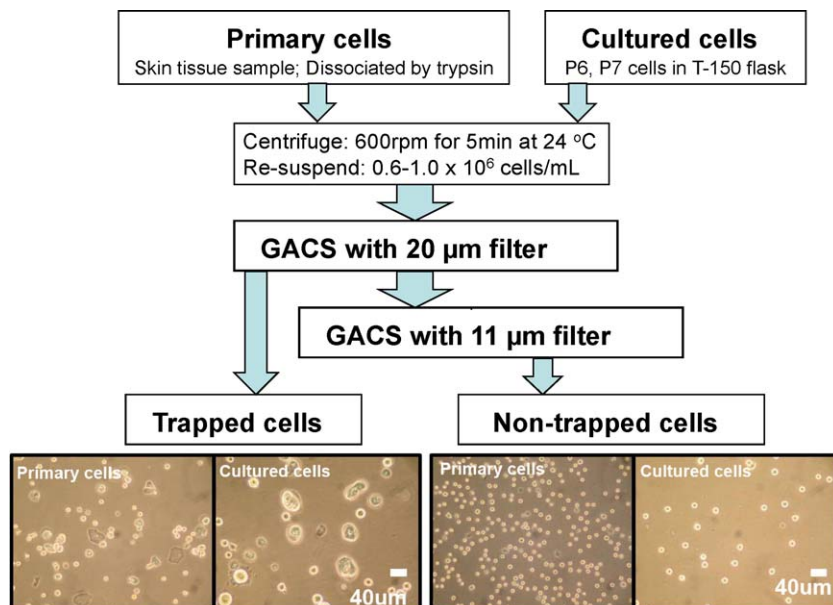 Primary cells
Skin tissue sample; Dissociated by trypsin
Cultured cells
P6, P7 cells in T-150 flask
Centrifuge: 600rpm for 5min at 24 °C
Re-suspend: 0.6-1.0 x 10⁶ cells/mL
GACS with 20 µm filter
GACS with 11 µm filter
Trapped cells
Non-trapped cells
Primary cells
Cultured cells
40um
Primary cells
Cultured cells
40um